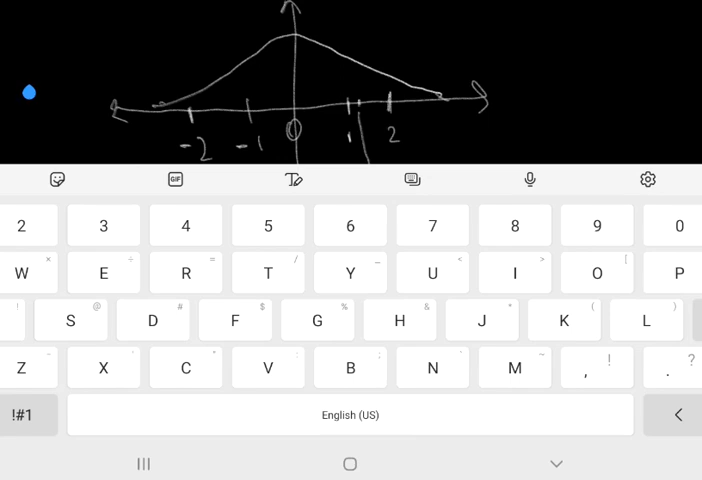 -2 -1 0 1 2
GIF T
2 3 4 5 6 7 8 9 0
× ÷ = / _ < > [
W E R T Y U I O P
! @ # $ % & * ( )
S D F G H J K L
- ' " : ; ` ~ ! ?
Z X C V B N M , .
!#1 English (US) <